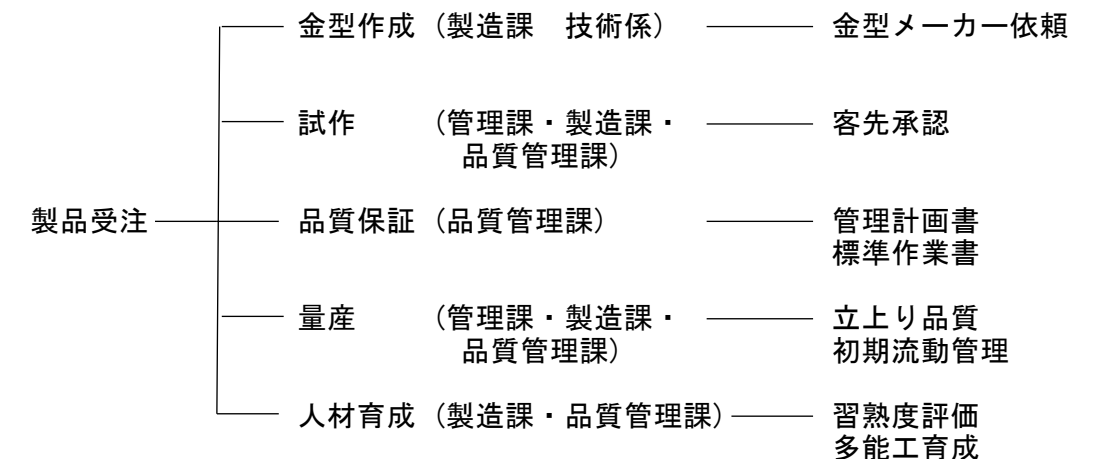 金型作成（製造課　技術係） 金型メーカー依頼
試作　　（管理課・製造課・ 客先承認
品質管理課）
製品受注 品質保証（品質管理課） 管理計画書
標準作業書
量産　　（管理課・製造課・ 立上り品質
品質管理課） 初期流動管理
人材育成（製造課・品質管理課） 習熟度評価
多能工育成